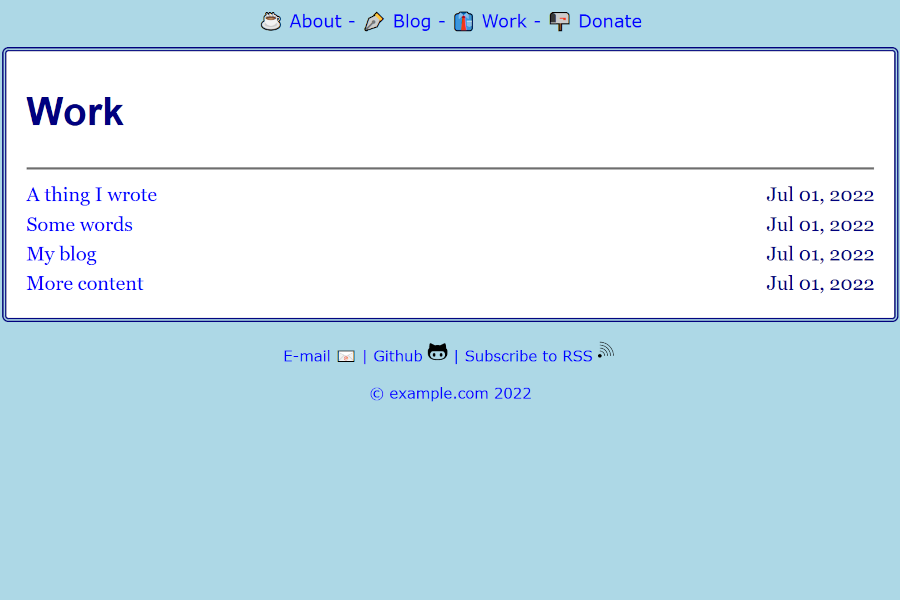 About - Blog - Work - Donate
Work
A thing I wrote Jul 01, 2022
Some words Jul 01, 2022
My blog Jul 01, 2022
More content Jul 01, 2022
E-mail | Github | Subscribe to RSS
© example.com 2022